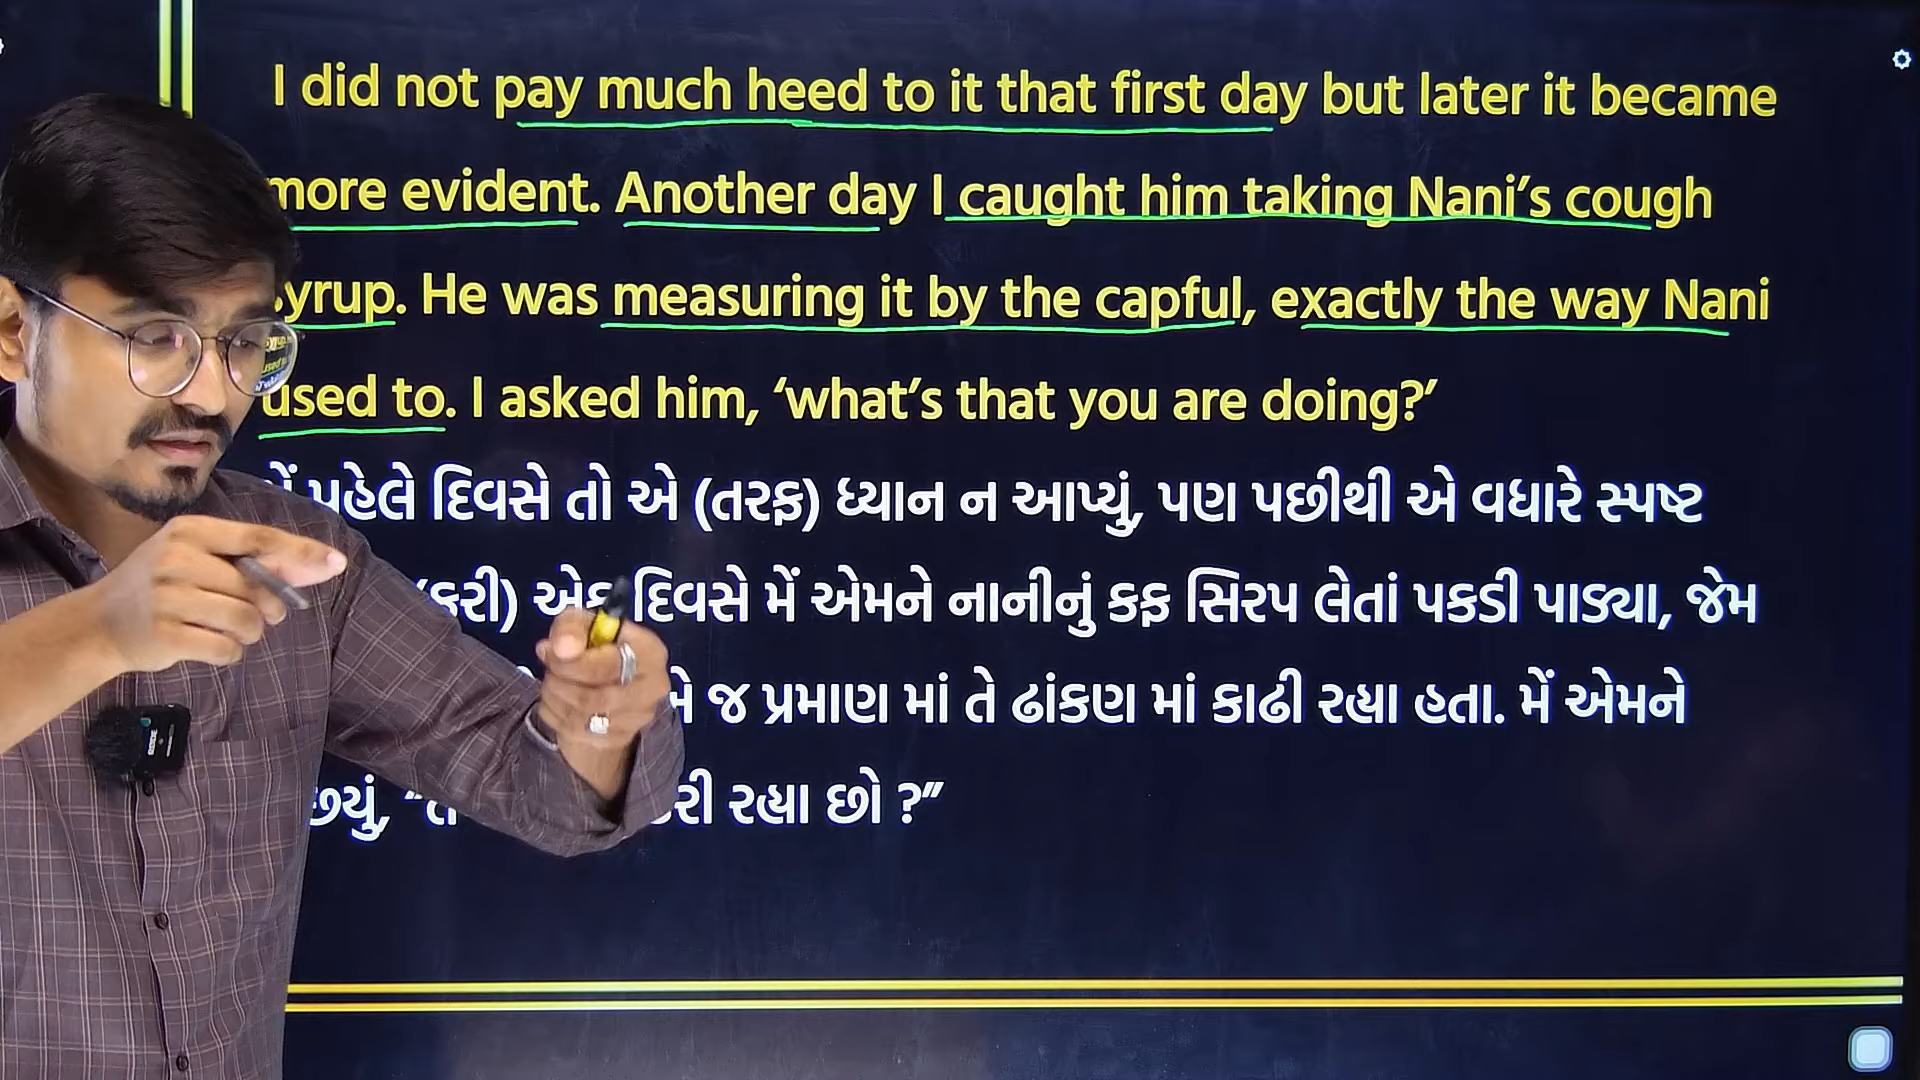 I did not pay much heed to it that first day but later it became
more evident. Another day I caught him taking Nani’s cough
syrup. He was measuring it by the capful, exactly the way Nani
used to. I asked him, ‘what’s that you are doing?’
પહેલે દિવસે તો એ (તરફ) ધ્યાન ન આપ્યું, પણ પછીથી એ વધારે સ્પષ્ટ
એક દિવસે મેં એમને નાનીનું કફ સિરપ લેતાં પકડી પાડ્યા, જેમ
જ પ્રમાણ માં તે ઢાંકણ માં કાઢી રહ્યા હતા. મેં એમને
રહ્યા છો ?”